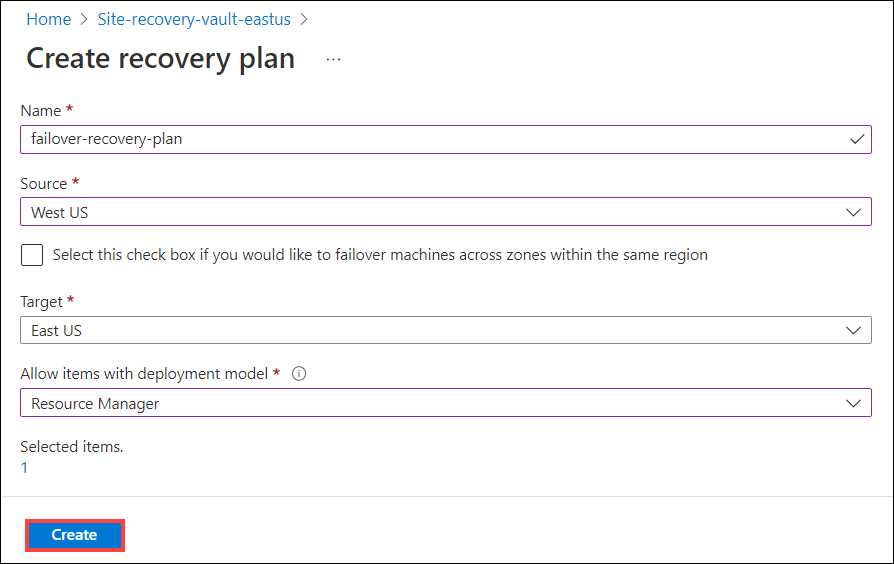 Home > Site-recovery-vault-eastus >
Create recovery plan ...
Name *
failover-recovery-plan
Source *
West US
Select this check box if you would like to failover machines across zones within the same region
Target *
East US
Allow items with deployment model *
Resource Manager
Selected items.
1
Create